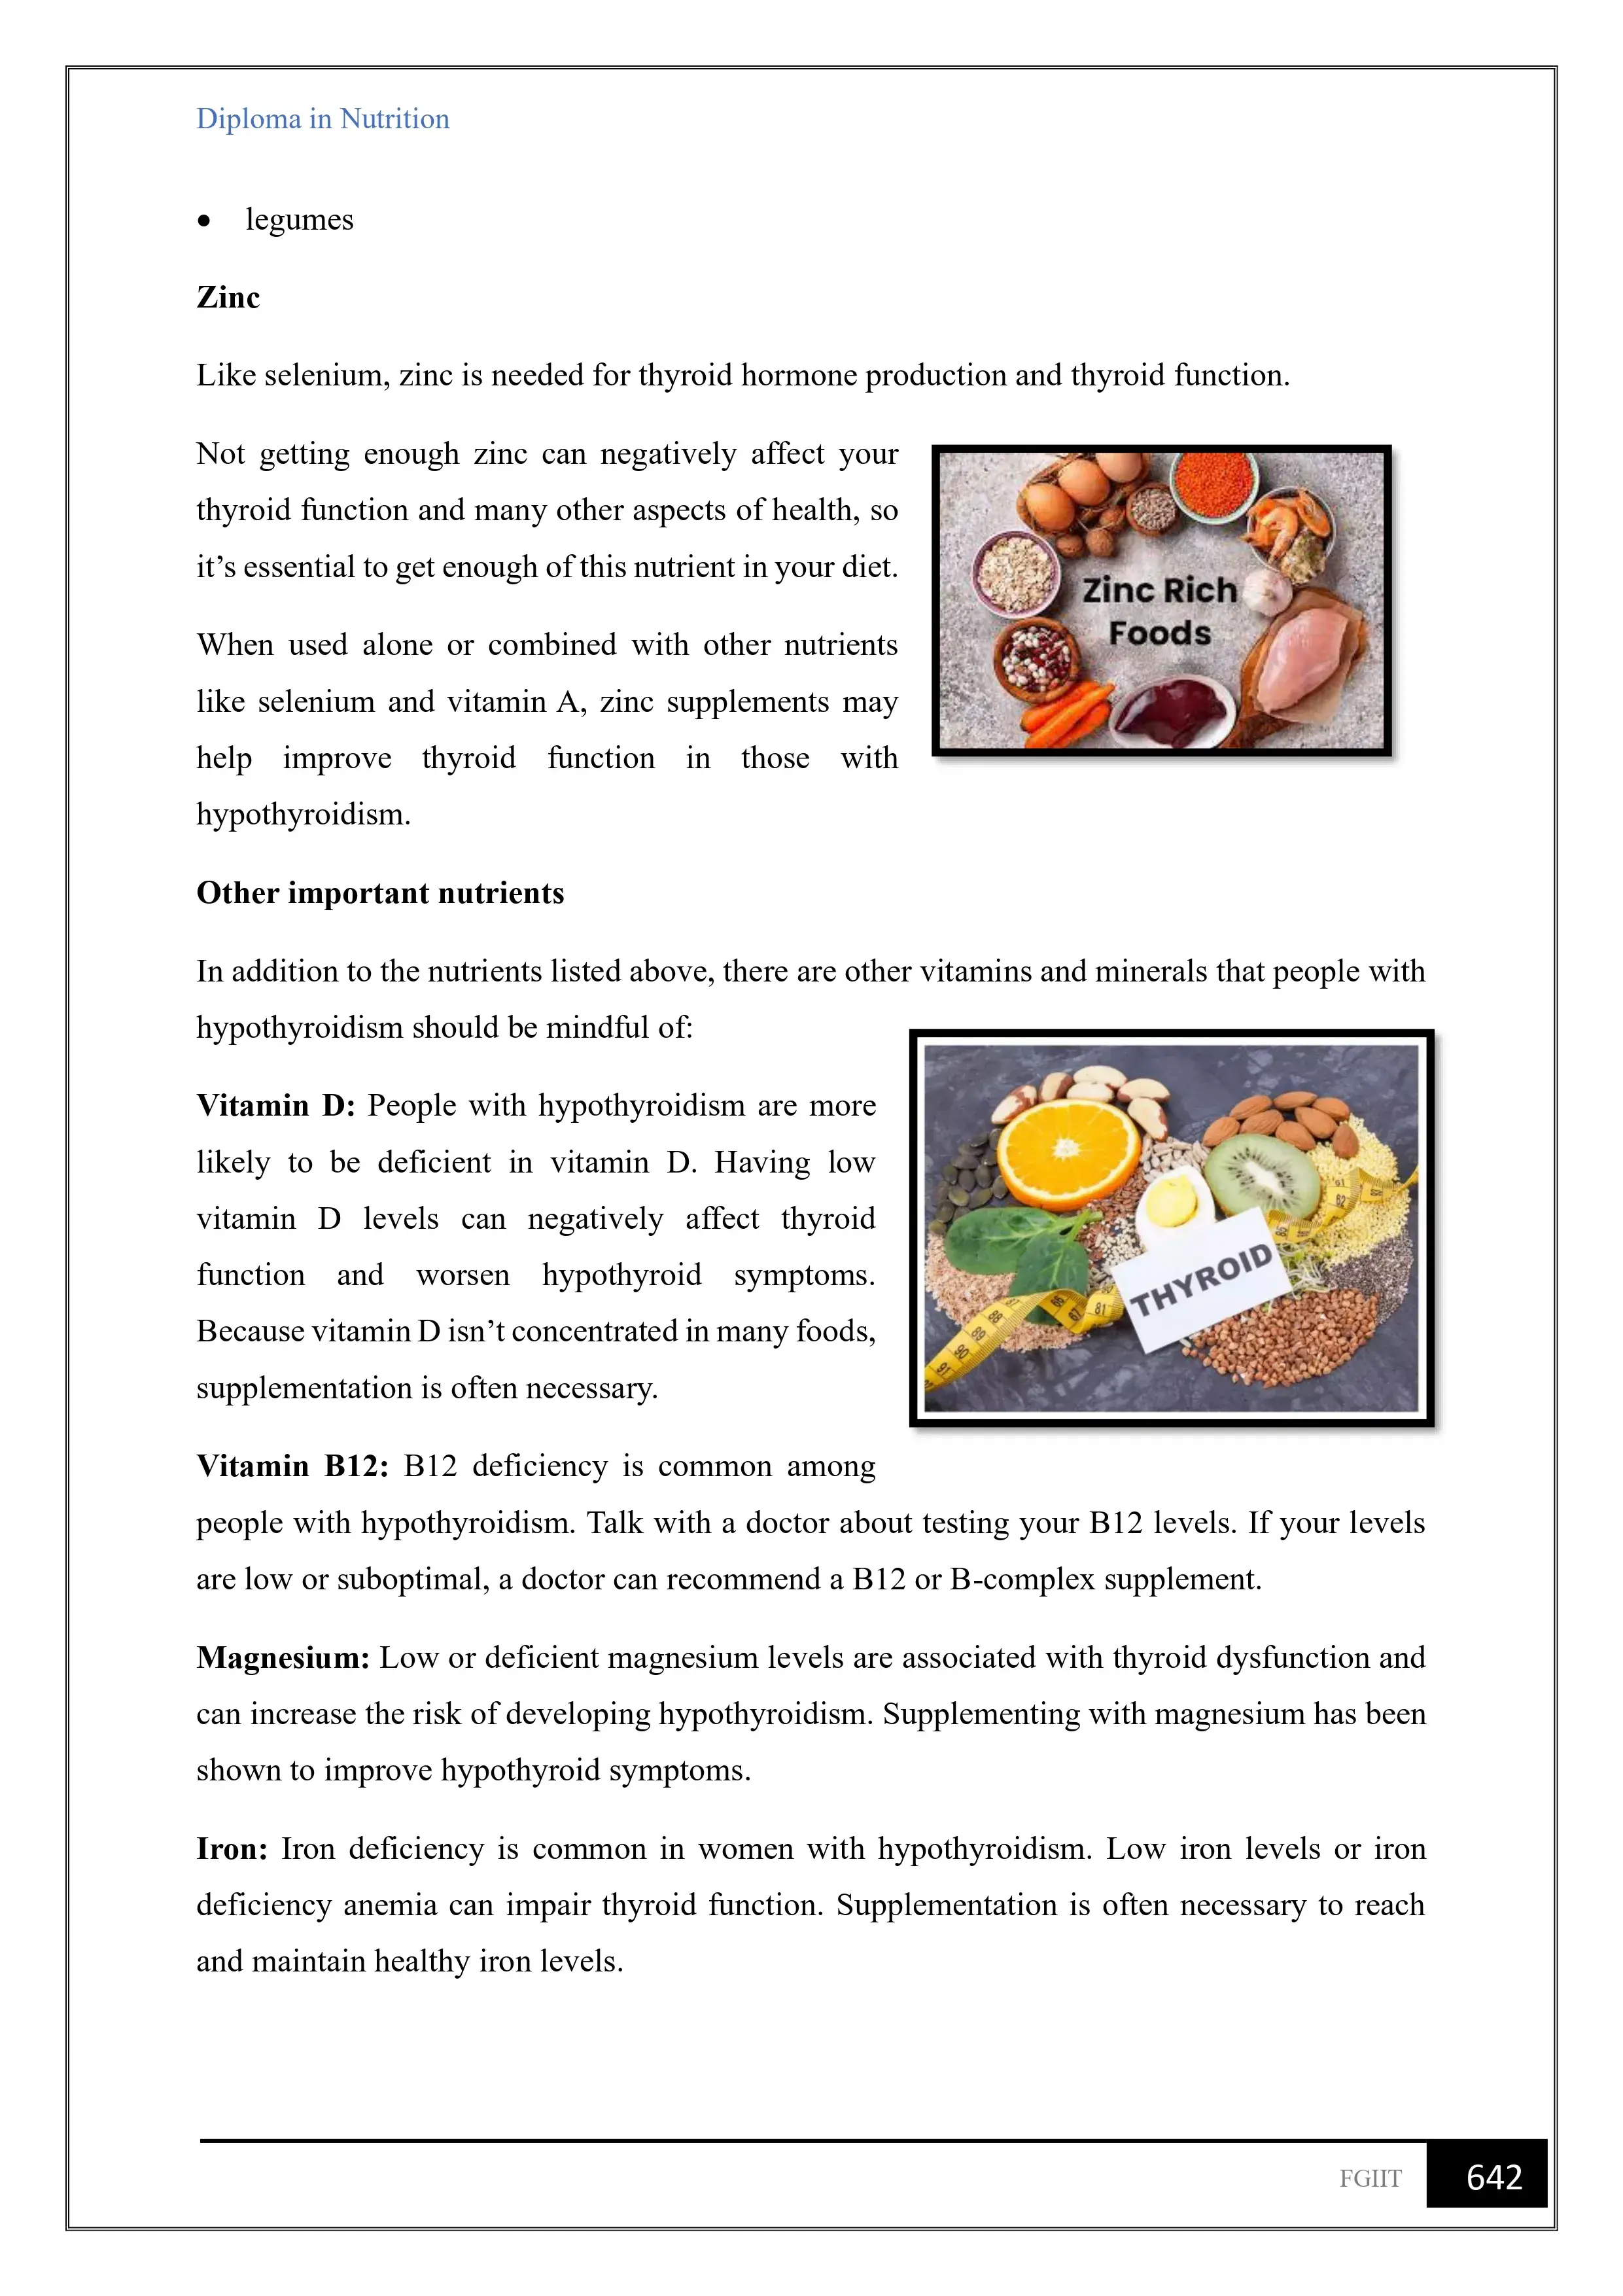 Diploma in Nutrition
• legumes
Zinc
Like selenium, zinc is needed for thyroid hormone production and thyroid function.
Not getting enough zinc can negatively affect your
thyroid function and many other aspects of health, so
it’s essential to get enough of this nutrient in your diet.
Zinc Rich
Foods
When used alone or combined with other nutrients
like selenium and vitamin A, zinc supplements may
help improve thyroid function in those with
hypothyroidism.
Other important nutrients
In addition to the nutrients listed above, there are other vitamins and minerals that people with
hypothyroidism should be mindful of:
Vitamin D: People with hypothyroidism are more
likely to be deficient in vitamin D. Having low
vitamin D levels can negatively affect thyroid
function and worsen hypothyroid symptoms.
Because vitamin D isn’t concentrated in many foods,
supplementation is often necessary.
THYROID
Vitamin B12: B12 deficiency is common among
people with hypothyroidism. Talk with a doctor about testing your B12 levels. If your levels
are low or suboptimal, a doctor can recommend a B12 or B-complex supplement.
Magnesium: Low or deficient magnesium levels are associated with thyroid dysfunction and
can increase the risk of developing hypothyroidism. Supplementing with magnesium has been
shown to improve hypothyroid symptoms.
Iron: Iron deficiency is common in women with hypothyroidism. Low iron levels or iron
deficiency anemia can impair thyroid function. Supplementation is often necessary to reach
and maintain healthy iron levels.
FGIIT 642